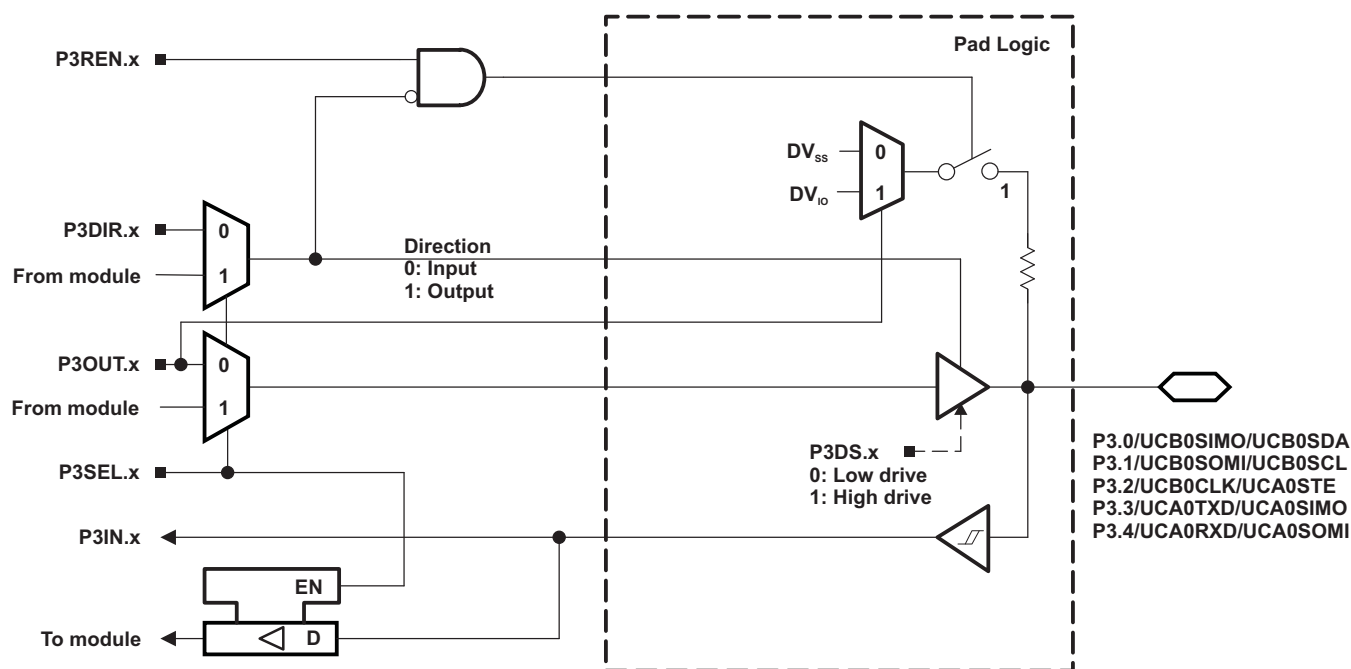 Pad Logic
P3REN.x
0
DVSS
DVIO
1
1
P3DIR.x
0
Direction
0: Input
1: Output
From module
1
P3OUT.x
0
From module
1
P3DS.x
0: Low drive
1: High drive
P3SEL.x
P3.0/UCB0SIMO/UCB0SDA
P3.1/UCB0SOMI/UCB0SCL
P3.2/UCB0CLK/UCA0STE
P3.3/UCA0TXD/UCA0SIMO
P3.4/UCA0RXD/UCA0SOMI
P3IN.x
EN
To module
D